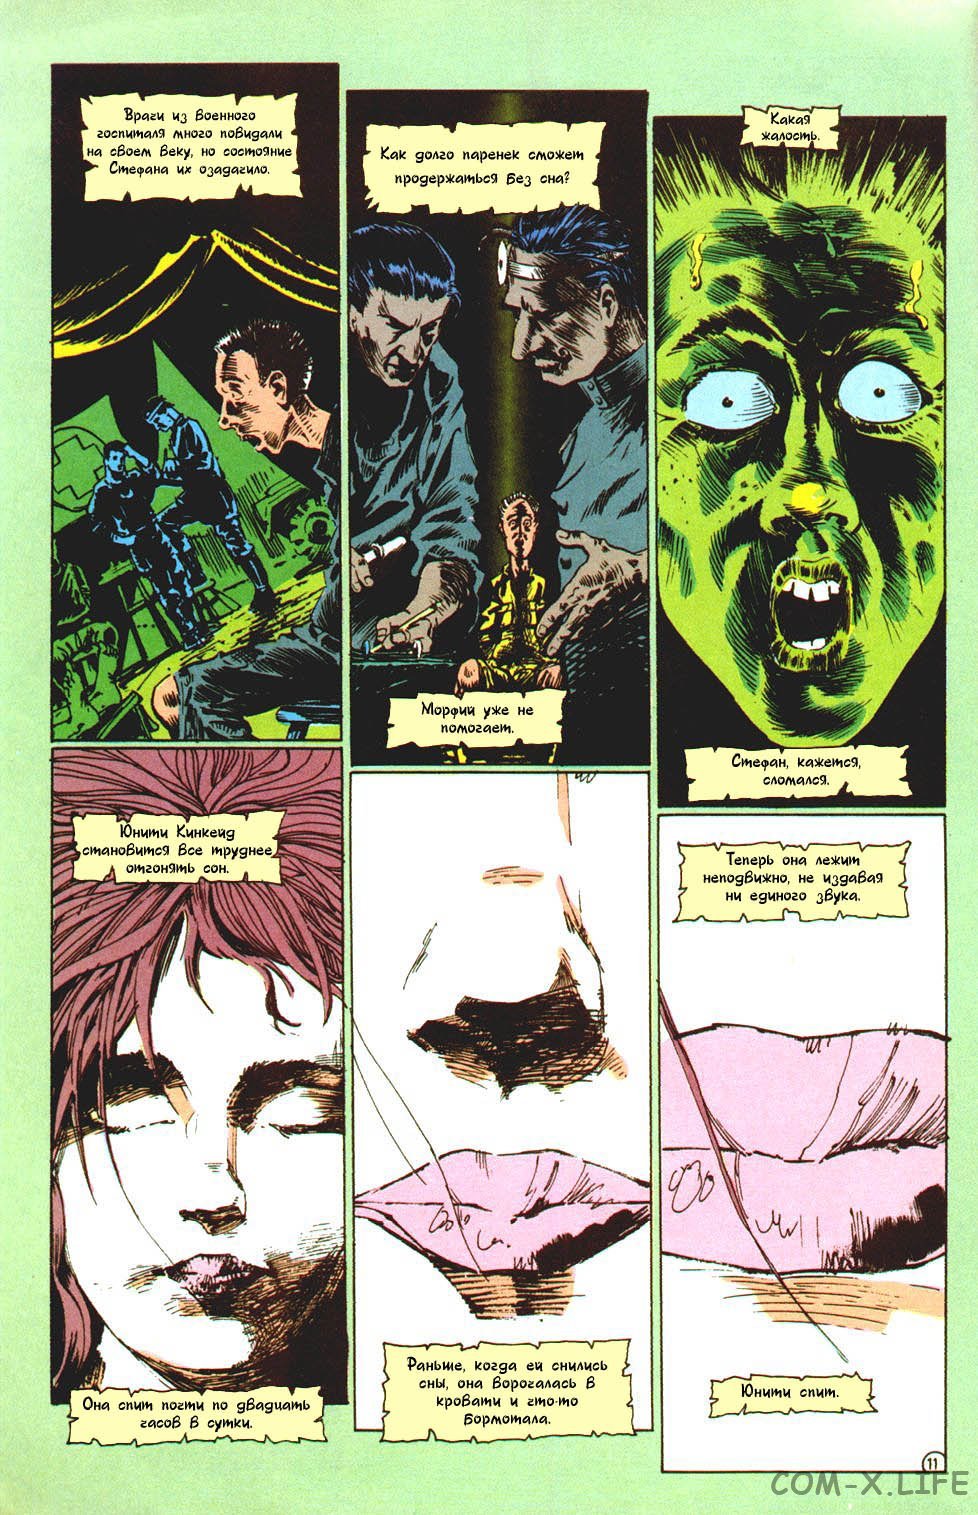 Враги из военного
госпиталя много повидали
на своем веку, но состояние
Стефана их озадачило.
Как долго паренек сможет
продержаться без сна?
Морфий уже не
помогает.
Какая
жалость.
Стефан, кажется,
сломался.
Юнити Кинкейд
становится все труднее
отгонять сон.
Она спит почти по двадцать
часов в сутки.
Раньше, когда ей снились
сны, она ворочалась в
кровати и что-то
бормотала.
Теперь она лежит
неподвижно, не издавая
ни единого звука.
Юнити спит.
11
COM-X.LIFE